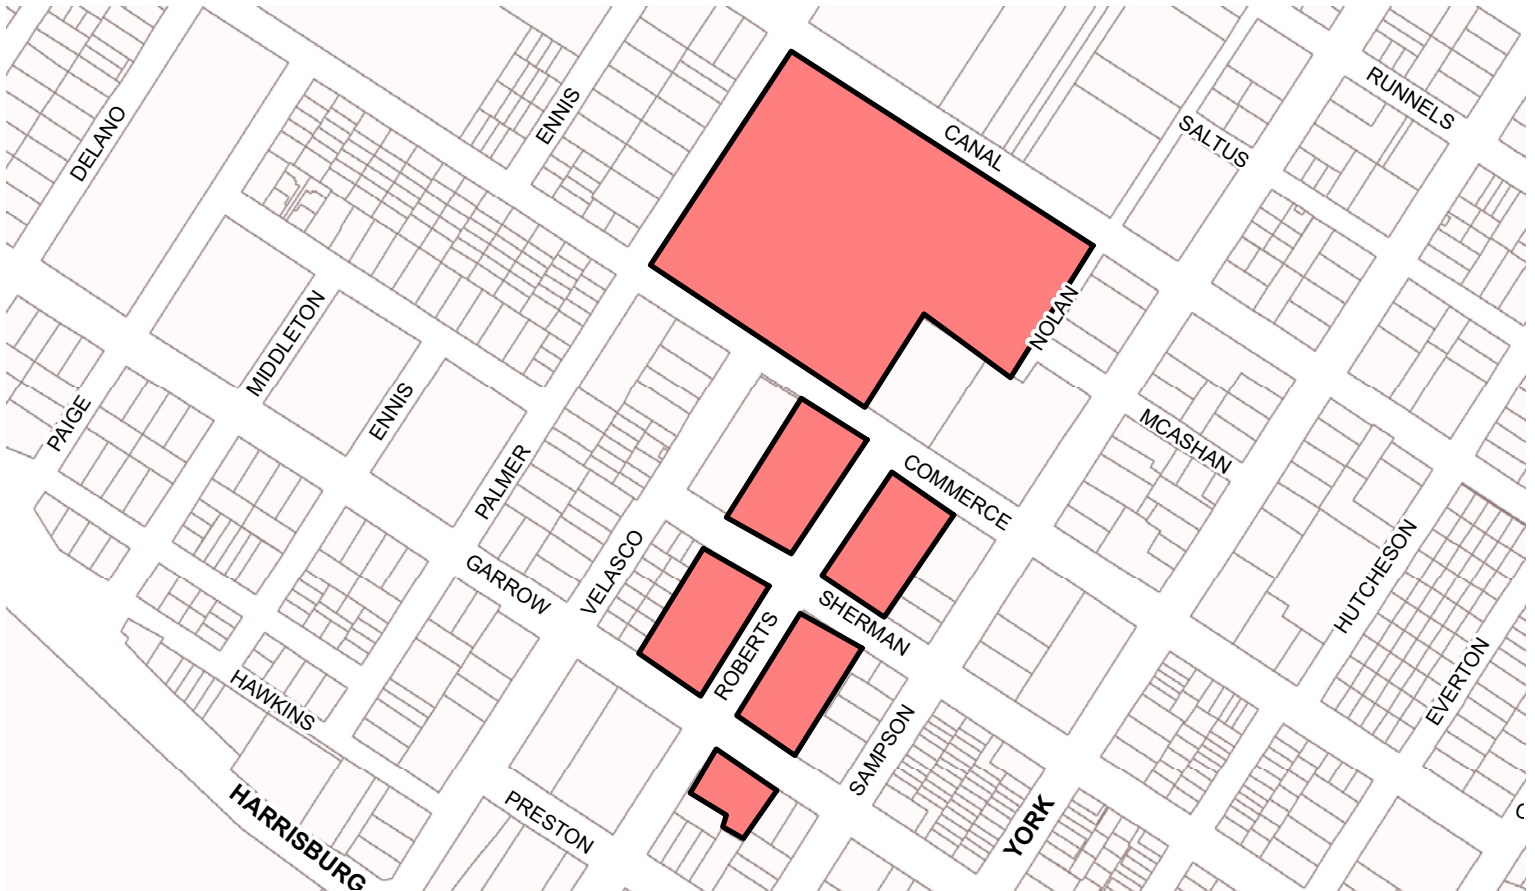 RUNNELS
ENNIS
CANAL
SALTUS
DELANO
NOLAN
MIDDLETON
ENNIS
PAIGE
MCASHAN
PALMER
COMMERCE
HUTCHESON
VELASCO
GARROW
SHERMAN
ROBERTS
EVERTON
HAWKINS
SAMPSON
HARRISBURG
PRESTON
YORK